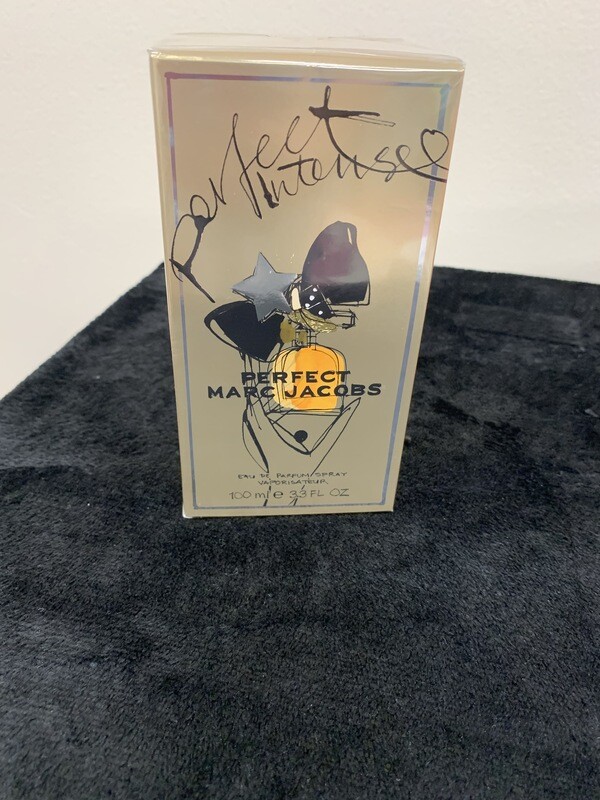 perfect
intense
PERFECT
MARC JACOBS
EAU DE PARFUM SPRAY
VAPORISATEUR
100 ml e 3.3 FL OZ